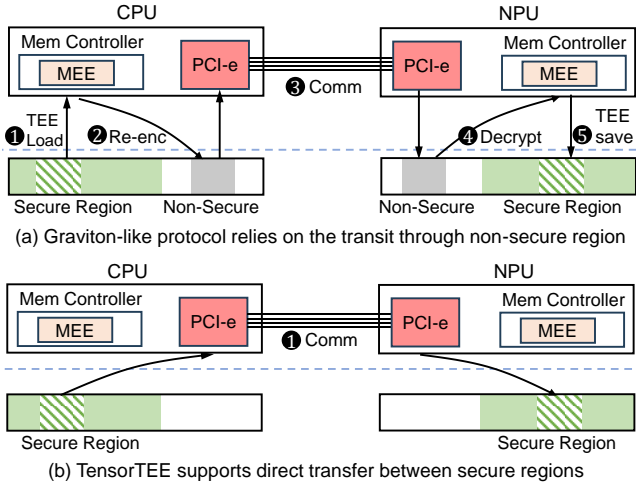 CPU
NPU
Mem Controller
MEE
PCI-e
PCI-e
Mem Controller
MEE
❸ Comm
❶ TEE
Load
❷ Re-enc
❹ Decrypt
❺ TEE
save
Secure Region
Non-Secure
Non-Secure
Secure Region
(a) Graviton-like protocol relies on the transit through non-secure region
CPU
NPU
Mem Controller
MEE
PCI-e
PCI-e
Mem Controller
MEE
❶ Comm
Secure Region
Secure Region
(b) TensorTEE supports direct transfer between secure regions